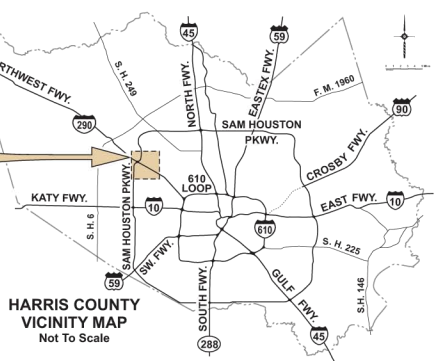 45
59
S. H. 249
NORTH FWY.
EASTEX FWY.
F. M. 1960
RTHWEST FWY.
290
90
SAM HOUSTON
PKWY.
CROSBY FWY.
610
LOOP
KATY FWY.
10
EAST FWY.
10
S. H. 6
SAM HOUSTON PKWY.
610
S. H. 225
SW. FWY.
59
SOUTH FWY.
GULF FWY.
S.H. 146
HARRIS COUNTY
VICINITY MAP
Not To Scale
288
45